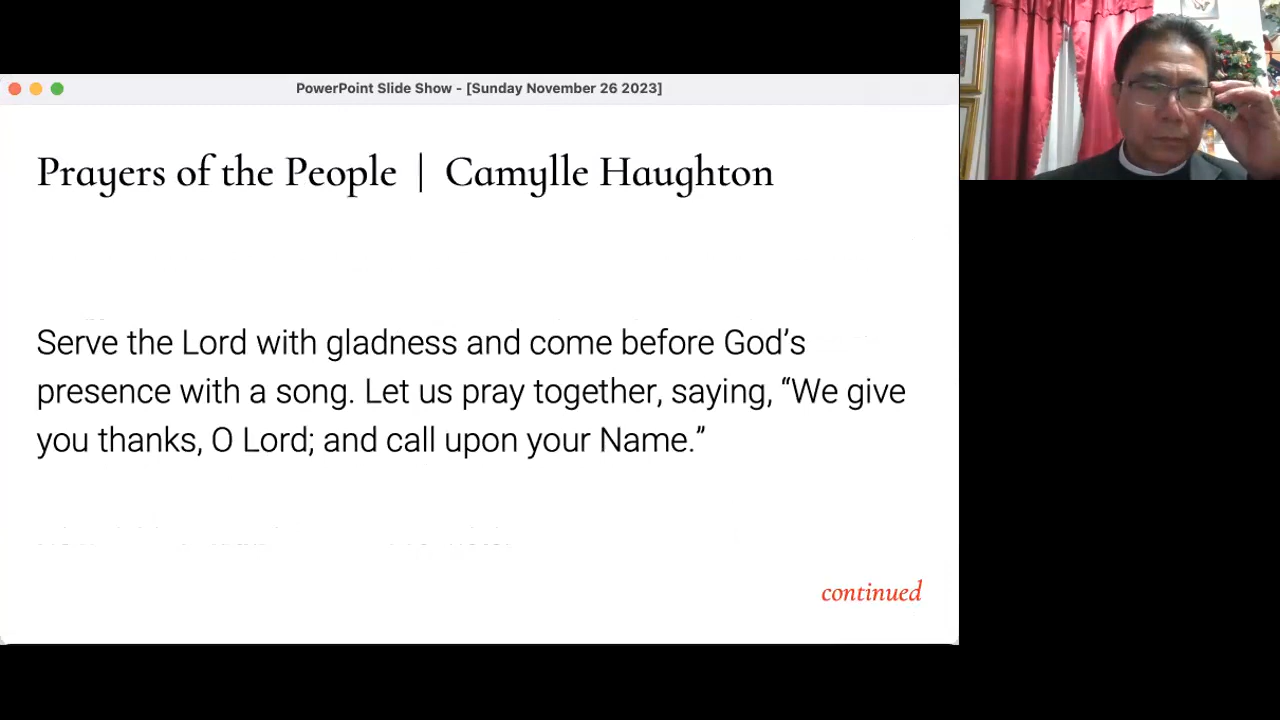 PowerPoint Slide Show - [Sunday November 26 2023]
Prayers of the People | Camylle Haughton
Serve the Lord with gladness and come before God’s
presence with a song. Let us pray together, saying, “We give
you thanks, O Lord; and call upon your Name.”
continued